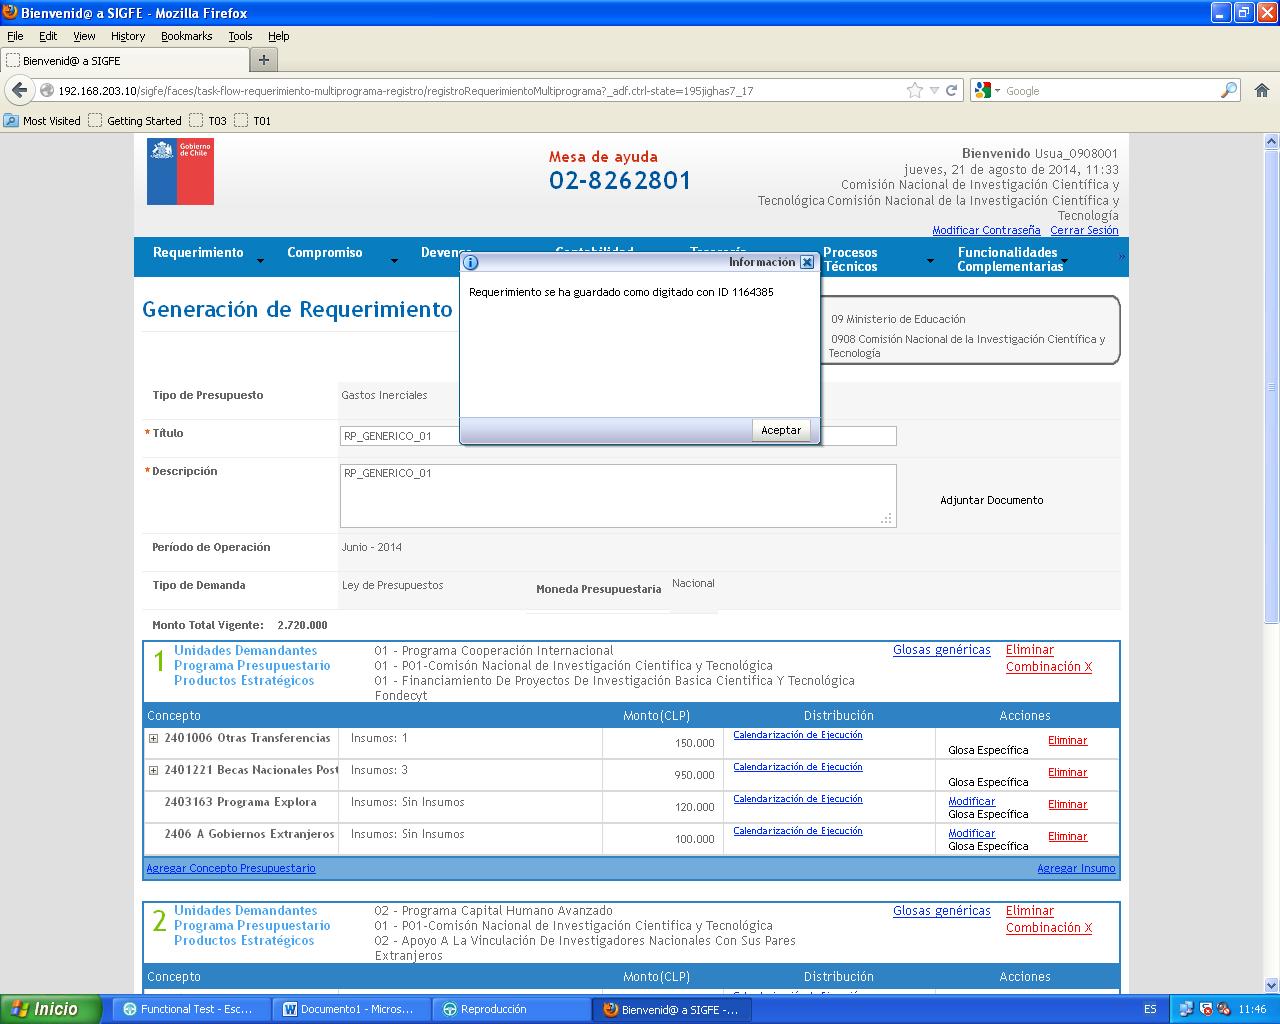 Bienvenid@ a SIGFE - Mozilla Firefox
File Edit View History Bookmarks Tools Help
Bienvenid@ a SIGFE
192.168.203.10/sigfe/faces/task-flow-requerimiento-multiprograma-registro/registroRequerimientoMultiprograma?_adf.ctrl-state=195jighas7_17
Google
Most Visited Getting Started T03 T01
Gobierno de Chile
Mesa de ayuda
02-8262801
Bienvenido Usua_0908001
jueves, 21 de agosto de 2014, 11:33
Comisión Nacional de Investigación Científica y
Tecnológica Comisión Nacional de la Investigación Científica y
Tecnología
Modificar Contraseña Cerrar Sesión
Requerimiento Compromiso Procesos Técnicos Funcionalidades Complementarias »
Información
Requerimiento se ha guardado como digitado con ID 1164385
Aceptar
Generación de Requerimiento
09 Ministerio de Educación
0908 Comisión Nacional de la Investigación Científica y
Tecnología
Tipo de Presupuesto Gastos Inerciales
* Título RP_GENERICO_01
* Descripción RP_GENERICO_01
Adjuntar Documento
Período de Operación Junio - 2014
Tipo de Demanda Ley de Presupuestos Moneda Presupuestaria Nacional
Monto Total Vigente: 2.720.000
1 Unidades Demandantes 01 - Programa Cooperación Internacional Glosas genéricas Eliminar
Programa Presupuestario 01 - P01-Comisón Nacional de Investigación Cientifica y Tecnológica Combinación X
Productos Estratégicos 01 - Financiamiento De Proyectos De Investigación Basica Cientifica Y Tecnológica
Fondecyt
Concepto Monto(CLP) Distribución Acciones
2401006 Otras Transferencias Insumos: 1 150.000 Calendarización de Ejecución Glosa Específica Eliminar
2401221 Becas Nacionales Post Insumos: 3 950.000 Calendarización de Ejecución Glosa Específica Eliminar
2403163 Programa Explora Insumos: Sin Insumos 120.000 Calendarización de Ejecución Modificar Glosa Específica Eliminar
2406 A Gobiernos Extranjeros Insumos: Sin Insumos 100.000 Calendarización de Ejecución Modificar Glosa Específica Eliminar
Agregar Concepto Presupuestario Agregar Insumo
2 Unidades Demandantes 02 - Programa Capital Humano Avanzado Glosas genéricas Eliminar
Programa Presupuestario 01 - P01-Comisón Nacional de Investigación Cientifica y Tecnológica Combinación X
Productos Estratégicos 02 - Apoyo A La Vinculación De Investigadores Nacionales Con Sus Pares
Extranjeros
Concepto Monto(CLP) Distribución Acciones
Inicio Functional Test - Esc... Documento1 - Micros... Reproducción Bienvenid@ a SIGFE -... ES 11:46